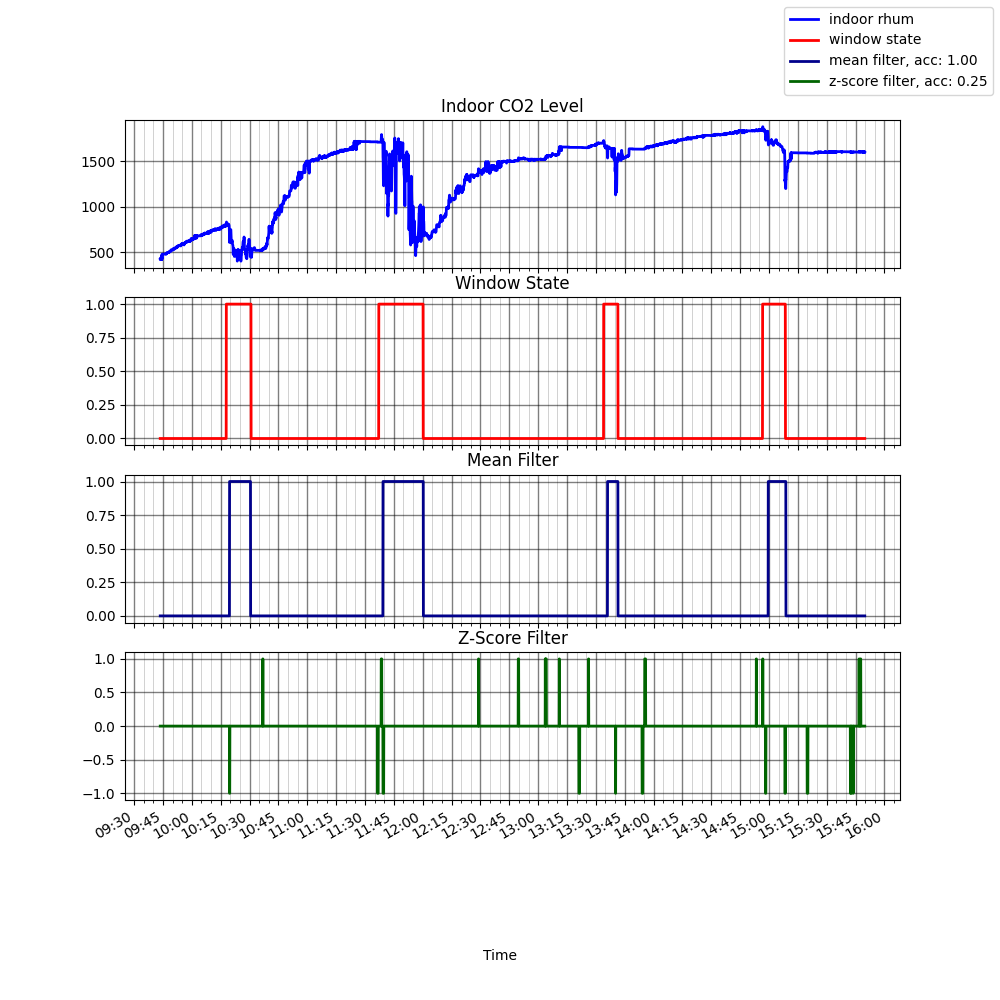 indoor rhum
window state
mean filter, acc: 1.00
z-score filter, acc: 0.25
Indoor CO2 Level
1500
1000
500
Window State
1.00
0.75
0.50
0.25
0.00
Mean Filter
1.00
0.75
0.50
0.25
0.00
Z-Score Filter
1.0
0.5
0.0
−0.5
−1.0
09:30 09:45 10:00 10:15 10:30 10:45 11:00 11:15 11:30 11:45 12:00 12:15 12:30 12:45 13:00 13:15 13:30 13:45 14:00 14:15 14:30 14:45 15:00 15:15 15:30 15:45 16:00
Time